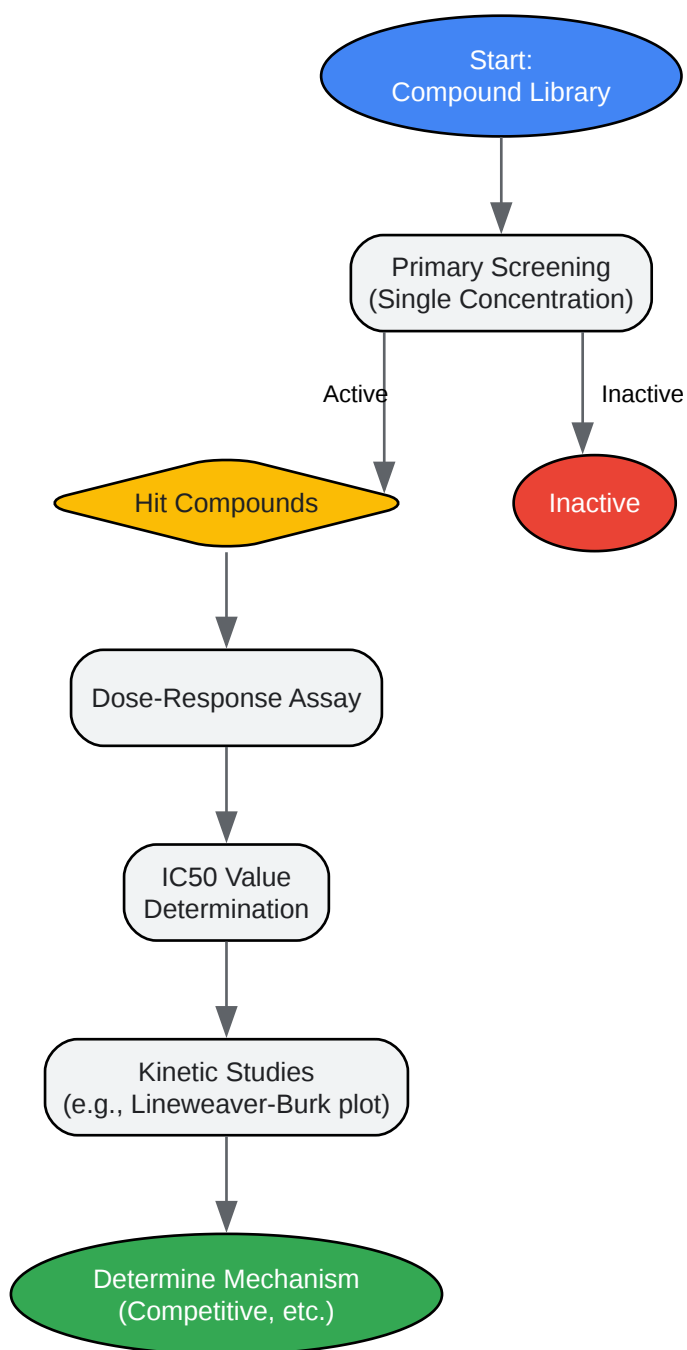 Start:
Compound Library
Primary Screening
(Single Concentration)
Active
Inactive
Hit Compounds
Inactive
Dose-Response Assay
IC50 Value
Determination
Kinetic Studies
(e.g., Lineweaver-Burk plot)
Determine Mechanism
(Competitive, etc.)